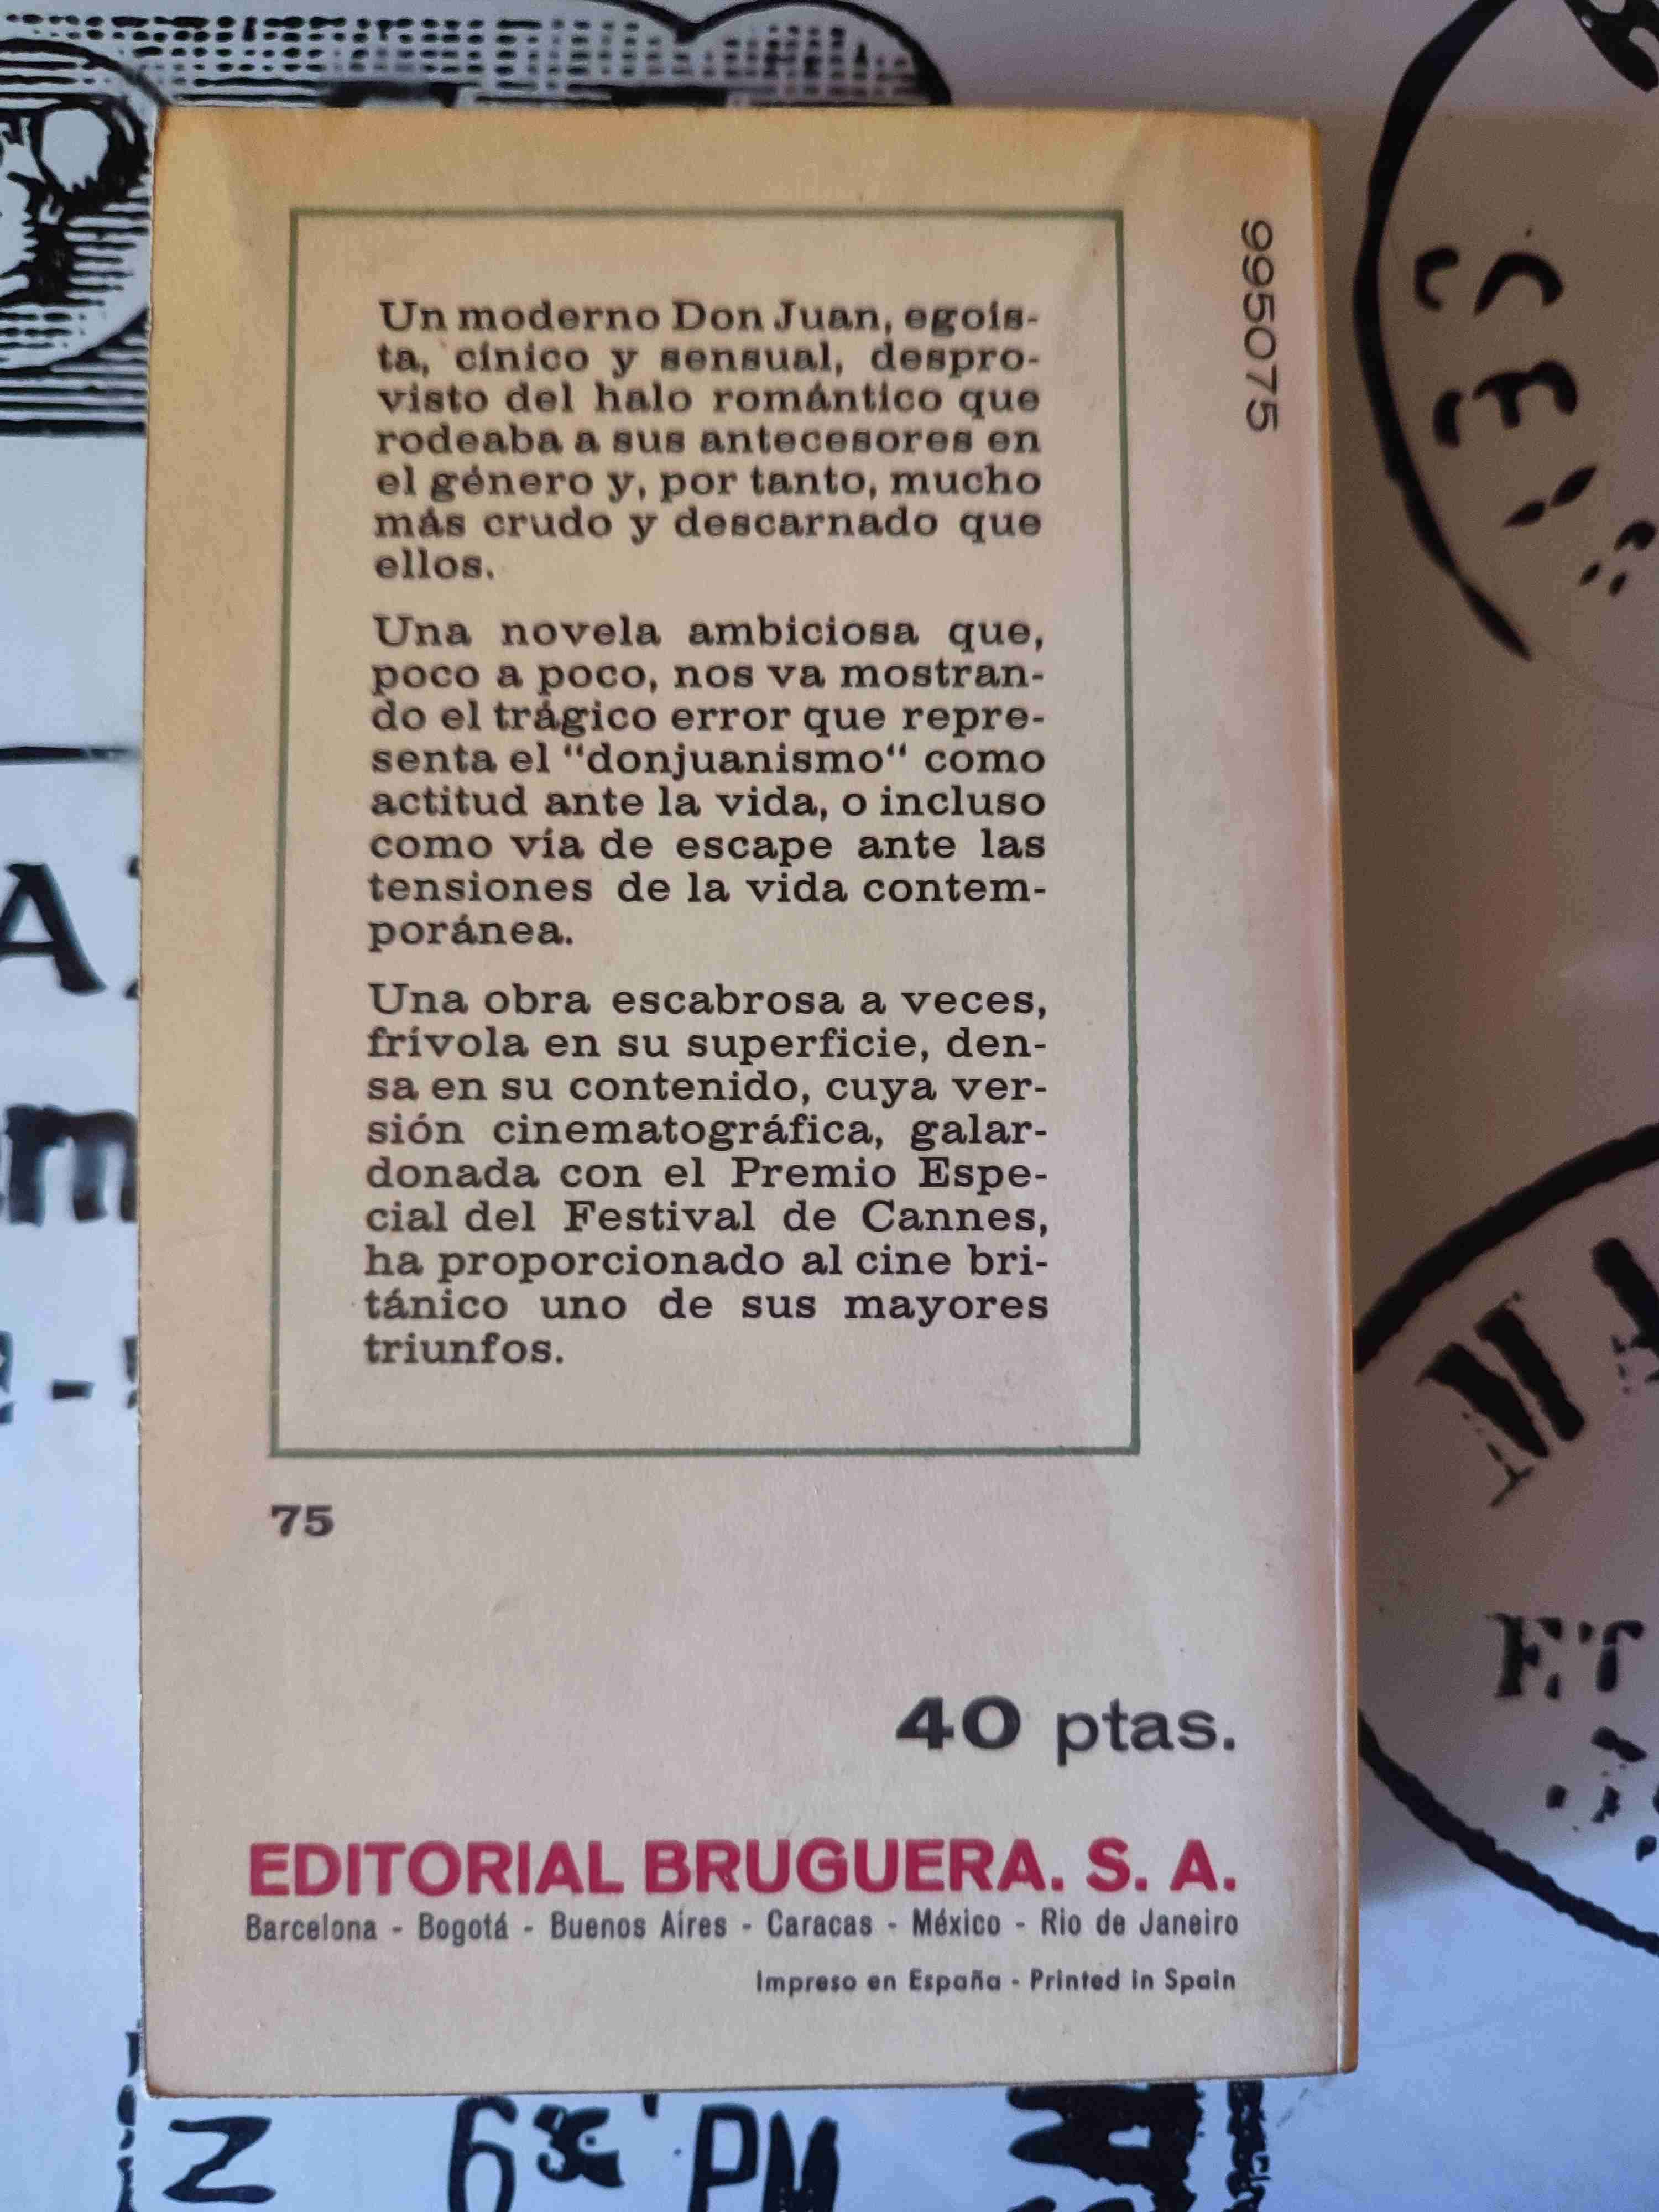 Un moderno Don Juan, egoís-
ta, cínico y sensual, despro-
visto del halo romántico que
rodeaba a sus antecesores en
el género y, por tanto, mucho
más crudo y descarnado que
ellos.
Una novela ambiciosa que,
poco a poco, nos va mostran-
do el trágico error que repre-
senta el “donjuanismo“ como
actitud ante la vida, o incluso
como vía de escape ante las
tensiones de la vida contem-
poránea.
Una obra escabrosa a veces,
frívola en su superficie, den-
sa en su contenido, cuya ver-
sión cinematográfica, galar-
donada con el Premio Espe-
cial del Festival de Cannes,
ha proporcionado al cine bri-
tánico uno de sus mayores
triunfos.
995075
75
40 ptas.
EDITORIAL BRUGUERA. S. A.
Barcelona - Bogotá - Buenos Aires - Caracas - México - Rio de Janeiro
Impreso en España - Printed in Spain
ET
PM